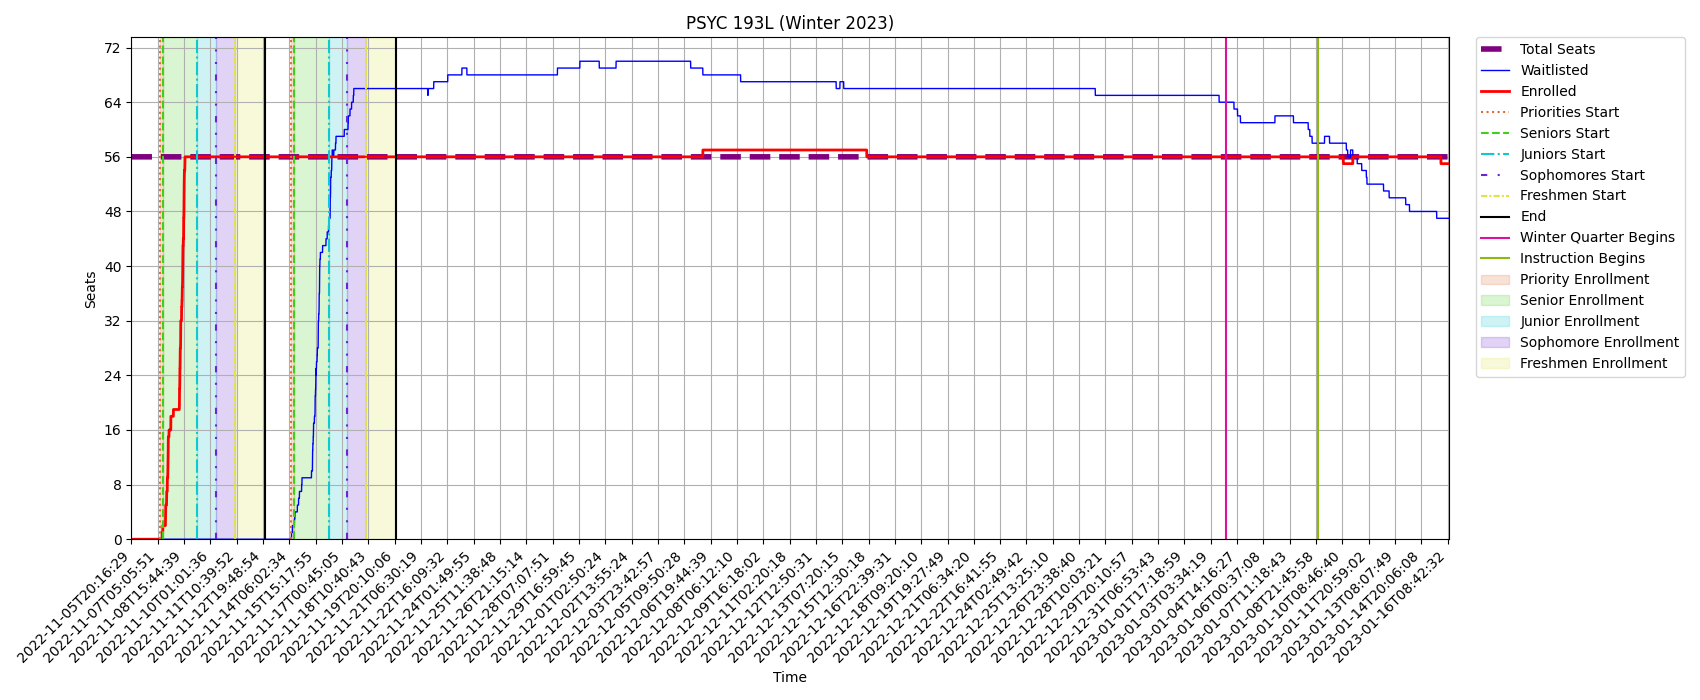 PSYC 193L (Winter 2023)
Seats
72
64
56
48
40
32
24
16
8
0
2022-11-05T20:16:29
2022-11-07T05:05:51
2022-11-08T15:44:39
2022-11-10T01:01:36
2022-11-11T10:39:52
2022-11-12T19:48:54
2022-11-14T06:02:34
2022-11-15T15:17:55
2022-11-17T00:45:05
2022-11-18T10:40:43
2022-11-19T20:10:06
2022-11-21T06:30:19
2022-11-22T16:09:32
2022-11-24T01:49:55
2022-11-25T11:38:48
2022-11-26T21:15:14
2022-11-28T07:07:51
2022-11-29T16:59:45
2022-12-01T02:50:24
2022-12-02T13:55:24
2022-12-03T23:42:57
2022-12-05T09:50:28
2022-12-06T19:44:39
2022-12-08T06:12:10
2022-12-09T16:18:02
2022-12-11T02:20:18
2022-12-12T12:50:31
2022-12-13T07:20:15
2022-12-15T12:30:18
2022-12-16T22:39:31
2022-12-18T09:20:10
2022-12-19T19:27:49
2022-12-21T06:34:20
2022-12-22T16:41:55
2022-12-24T02:49:42
2022-12-25T13:25:10
2022-12-26T23:38:40
2022-12-28T10:03:21
2022-12-29T20:10:57
2022-12-31T06:53:43
2023-01-01T17:18:59
2023-01-03T03:34:19
2023-01-04T14:16:27
2023-01-06T00:37:08
2023-01-07T11:18:43
2023-01-08T21:45:58
2023-01-10T08:46:40
2023-01-11T20:59:02
2023-01-13T08:07:49
2023-01-14T20:06:08
2023-01-16T08:42:32
Time
Total Seats
Waitlisted
Enrolled
Priorities Start
Seniors Start
Juniors Start
Sophomores Start
Freshmen Start
End
Winter Quarter Begins
Instruction Begins
Priority Enrollment
Senior Enrollment
Junior Enrollment
Sophomore Enrollment
Freshmen Enrollment